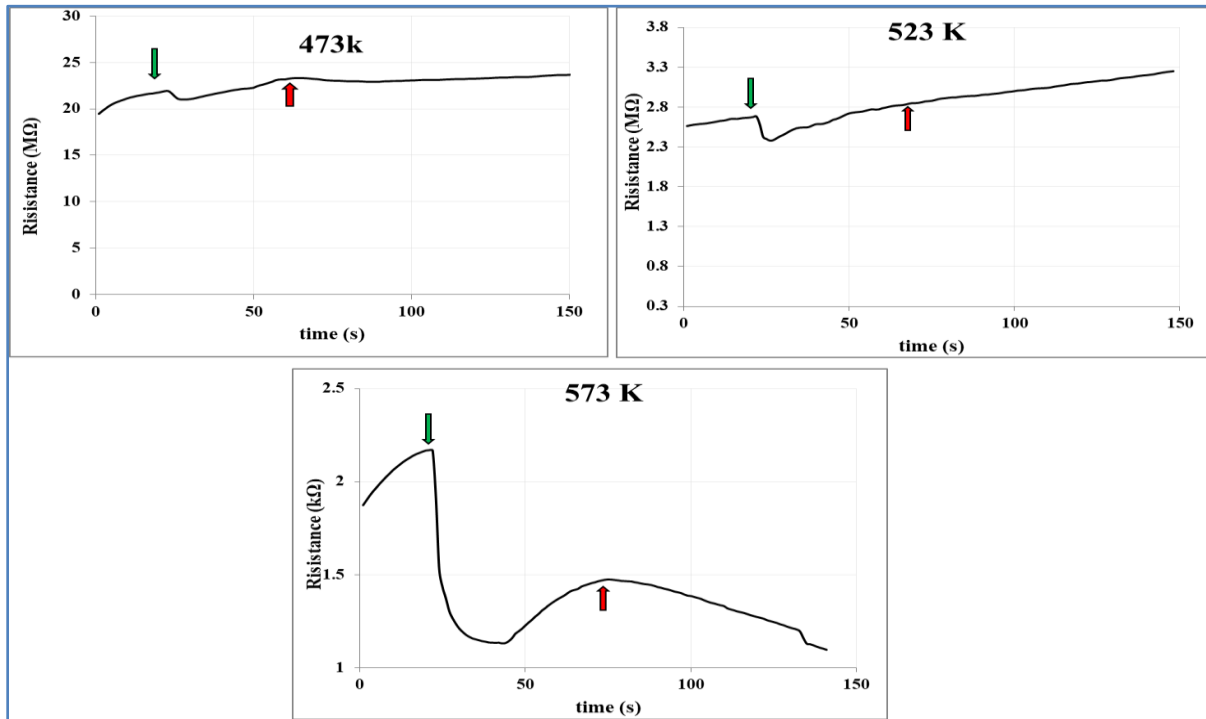 473k
30
25
20
15
10
5
0
Risistance (MΩ)
0 50 100 150
time (s)
523 K
3.8
3.3
2.8
2.3
1.8
1.3
0.8
0.3
Risistance (MΩ)
0 50 100 150
time (s)
573 K
2.5
2
1.5
1
Risistance (kΩ)
0 50 100 150
time (s)